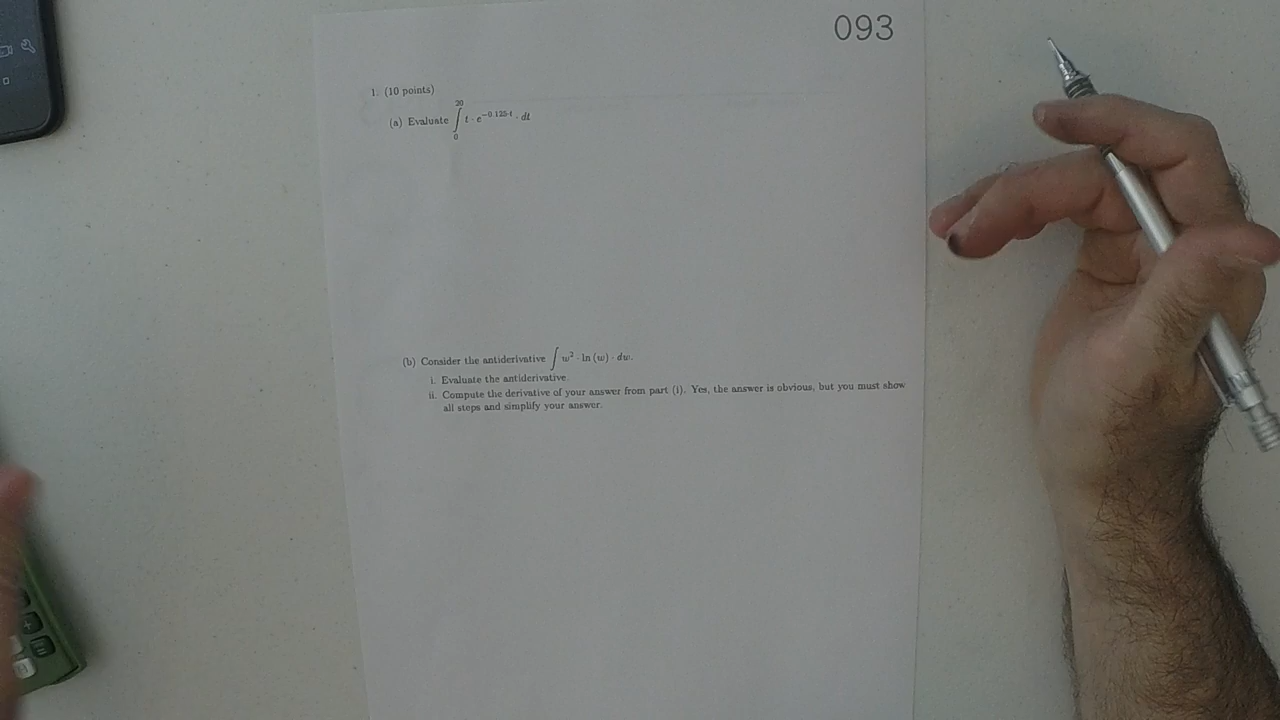 093
1. (10 points)
(a) Evaluate ∫₀²⁰ t · e^(−0.125·t) · dt
(b) Consider the antiderivative ∫ w² · ln (w) · dw.
i. Evaluate the antiderivative.
ii. Compute the derivative of your answer from part (i). Yes, the answer is obvious, but you must show
all steps and simplify your answer.